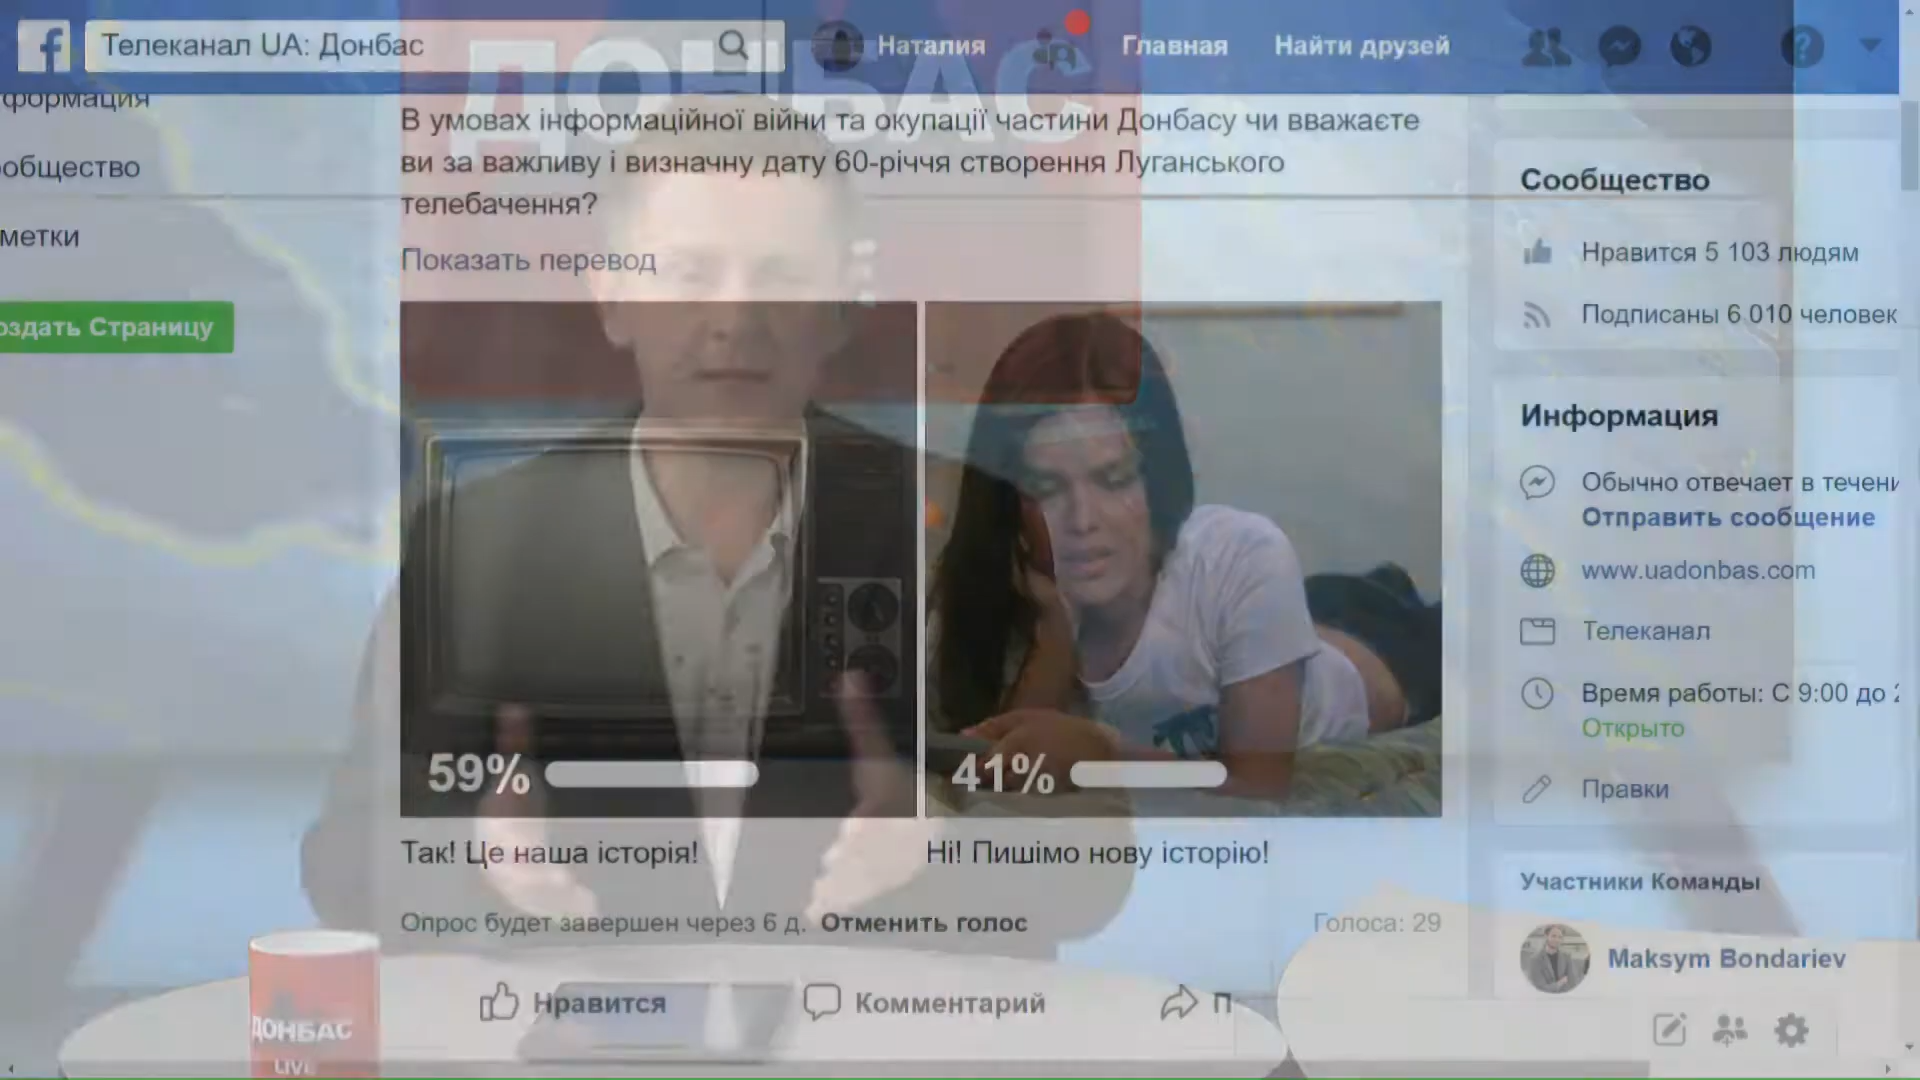 Телеканал UA: Донбас
Наталия
Главная
Найти друзей
ДОНБАС
формация
ообщество
метки
оздать Страницу
В умовах інформаційної війни та окупації частини Донбасу чи вважаєте
ви за важливу і визначну дату 60-річчя створення Луганського
телебачення?
Показать перевод
59%
41%
Так! Це наша історія!
Ні! Пишімо нову історію!
Опрос будет завершен через 6 д. Отменить голос
Голоса: 29
Нравится
Комментарий
П
Сообщество
Нравится 5 103 людям
Подписаны 6 010 человек
Информация
Обычно отвечает в течени
Отправить сообщение
www.uadonbas.com
Телеканал
Время работы: С 9:00 до 2
Открыто
Правки
Участники Команды
Maksym Bondariev
ДОНБАС
LIVE